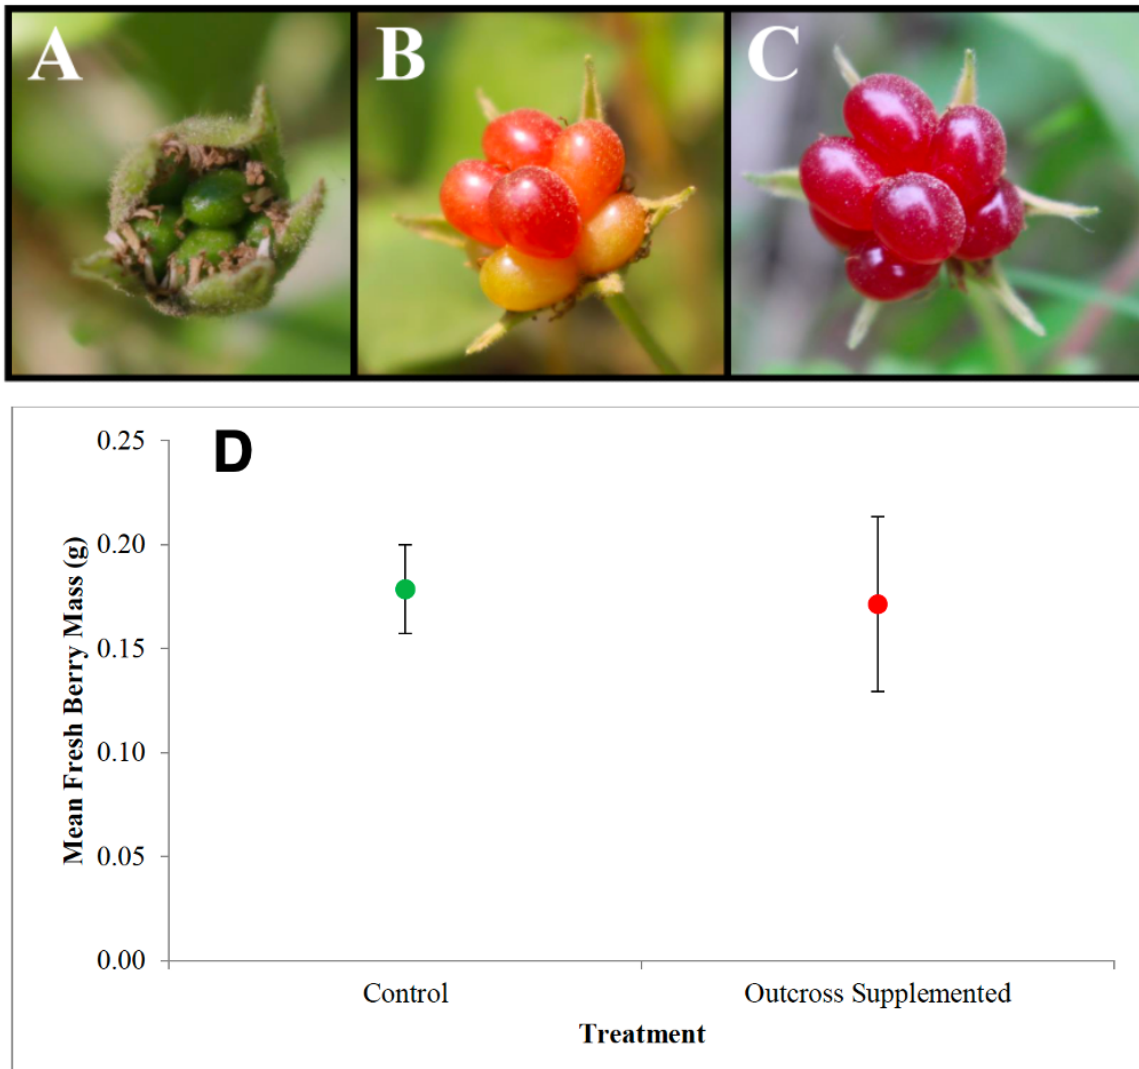 A
B
C
D
0.25
0.20
0.15
0.10
0.05
0.00
Mean Fresh Berry Mass (g)
Control
Outcross Supplemented
Treatment